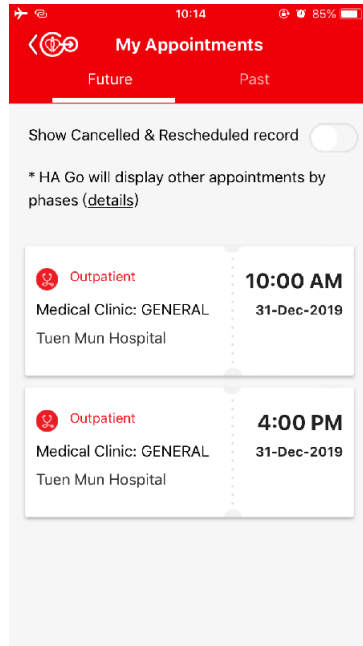 10:14
85%
My Appointments
Future Past
Show Cancelled & Rescheduled record
* HA Go will display other appointments by
phases (details)
Outpatient
10:00 AM
Medical Clinic: GENERAL
31-Dec-2019
Tuen Mun Hospital
Outpatient
4:00 PM
Medical Clinic: GENERAL
31-Dec-2019
Tuen Mun Hospital